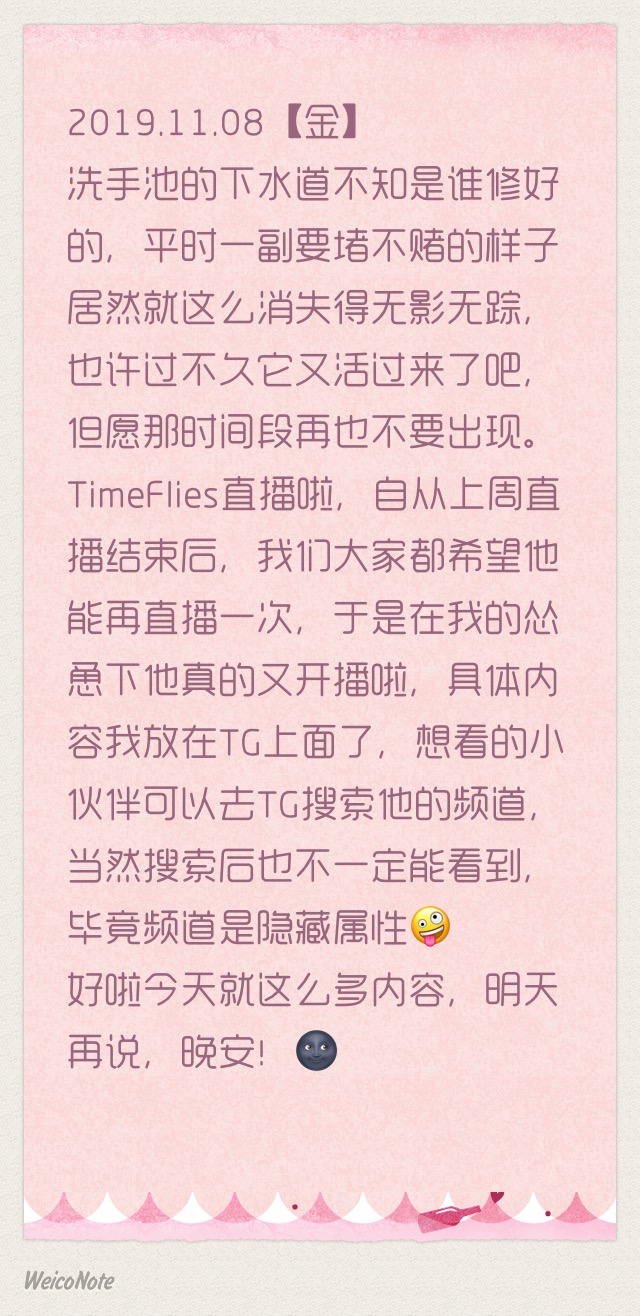 2019.11.08【金】
洗手池的下水道不知是谁修好
的，平时一副要堵不赌的样子
居然就这么消失得无影无踪，
也许过不久它又活过来了吧，
但愿那时间段再也不要出现。
TimeFlies直播啦，自从上周直
播结束后，我们大家都希望他
能再直播一次，于是在我的怂
恿下他真的又开播啦，具体内
容我放在TG上面了，想看的小
伙伴可以去TG搜索他的频道，
当然搜索后也不一定能看到，
毕竟频道是隐藏属性🤪
好啦今天就这么多内容，明天
再说，晚安！🌚
WeicoNote